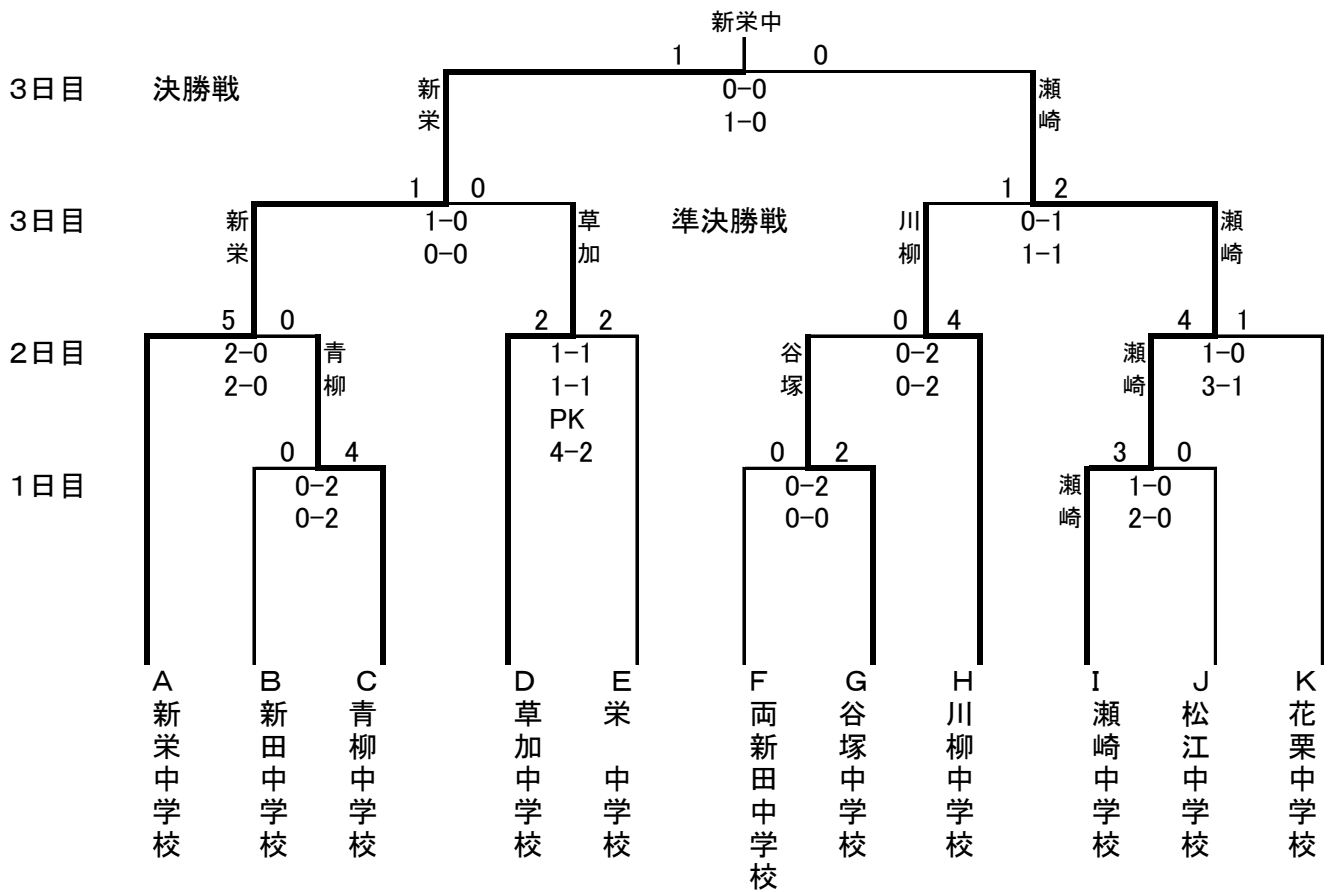 新栄中
1 0
3日目 決勝戦 新栄 0-0 瀬崎
1-0
1 0 1 2
3日目 新栄 1-0 草加 準決勝戦 川柳 0-1 瀬崎
0-0 1-1
5 0 2 2 0 4 4 1
2日目 2-0 青柳 1-1 谷塚 0-2 瀬崎 1-0
2-0 1-1 0-2 3-1
PK
0 4 4-2 0 2 3 0
1日目 0-2 0-2 瀬崎 1-0
0-2 0-0 2-0
A B C D E F G H I J K
新栄中学校
新田中学校
青柳中学校
草加中学校
栄 中学校
両新田中学校
谷塚中学校
川柳中学校
瀬崎中学校
松江中学校
花栗中学校